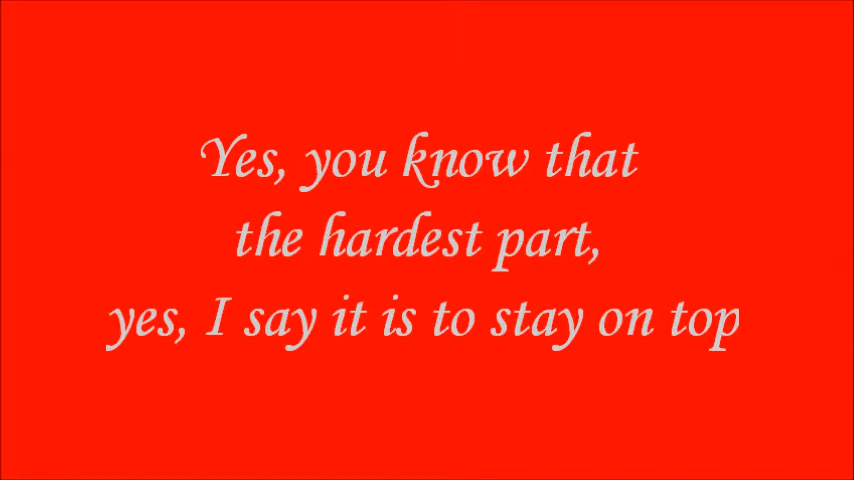 Yes, you know that
the hardest part,
yes, I say it is to stay on top